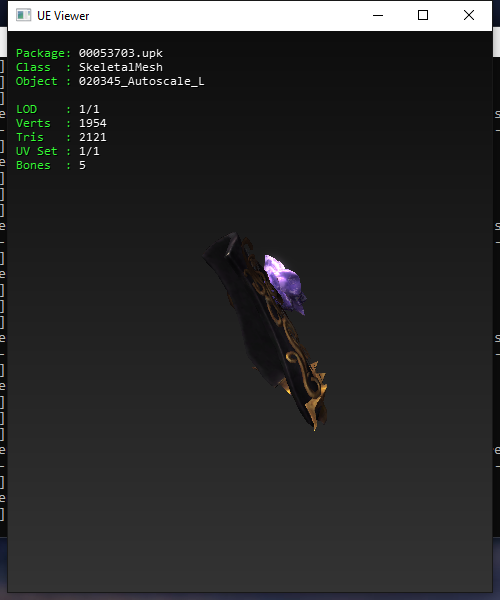 UE Viewer
Package: 00053703.upk
Class  : SkeletalMesh
Object : 020345_Autoscale_L
LOD    : 1/1
Verts  : 1954
Tris   : 2121
UV Set : 1/1
Bones  : 5